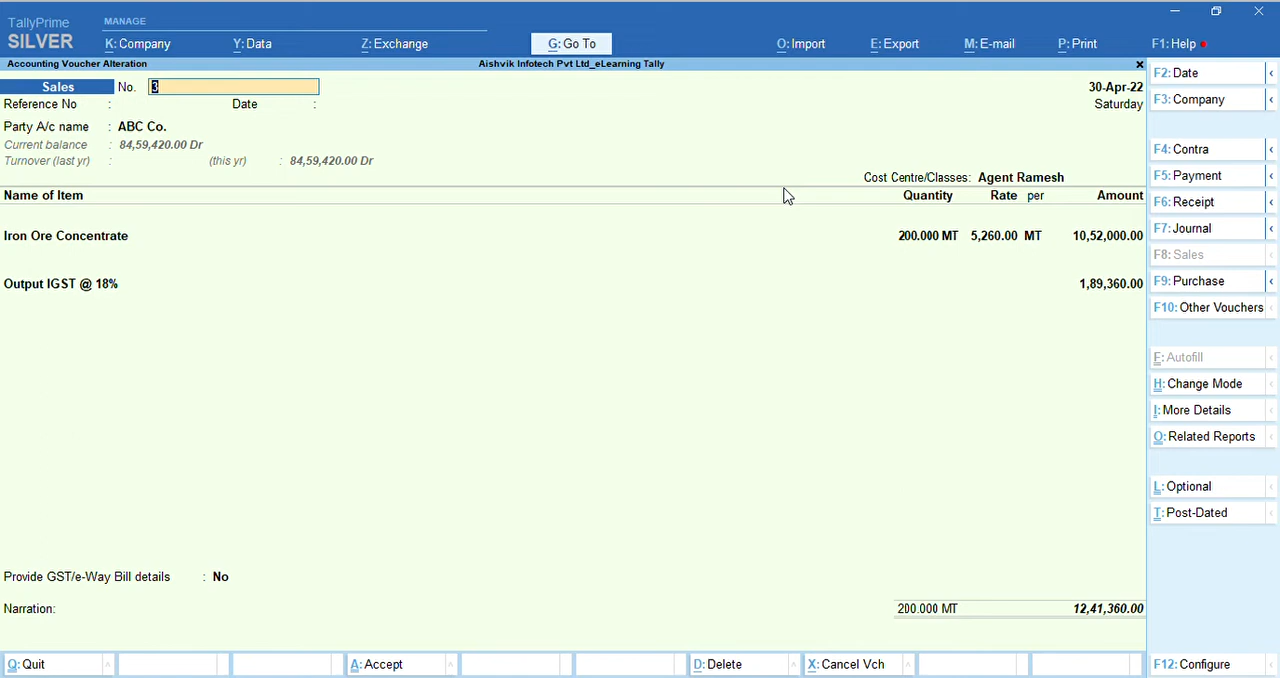 TallyPrime
SILVER
MANAGE
K: Company Y: Data Z: Exchange G: Go To O: Import E: Export M: E-mail P: Print F1: Help
Accounting Voucher Alteration Aishvik Infotech Pvt Ltd_eLearning Tally
Sales No. 3 30-Apr-22
Reference No : Date : Saturday
Party A/c name : ABC Co.
Current balance : 84,59,420.00 Dr
Turnover (last yr) : (this yr) : 84,59,420.00 Dr
Cost Centre/Classes: Agent Ramesh
Name of Item Quantity Rate per Amount
Iron Ore Concentrate 200.000 MT 5,260.00 MT 10,52,000.00
Output IGST @ 18% 1,89,360.00
Provide GST/e-Way Bill details : No
Narration: 200.000 MT 12,41,360.00
Q: Quit A: Accept D: Delete X: Cancel Vch
F2: Date
F3: Company
F4: Contra
F5: Payment
F6: Receipt
F7: Journal
F8: Sales
F9: Purchase
F10: Other Vouchers
E: Autofill
H: Change Mode
I: More Details
O: Related Reports
L: Optional
T: Post-Dated
F12: Configure